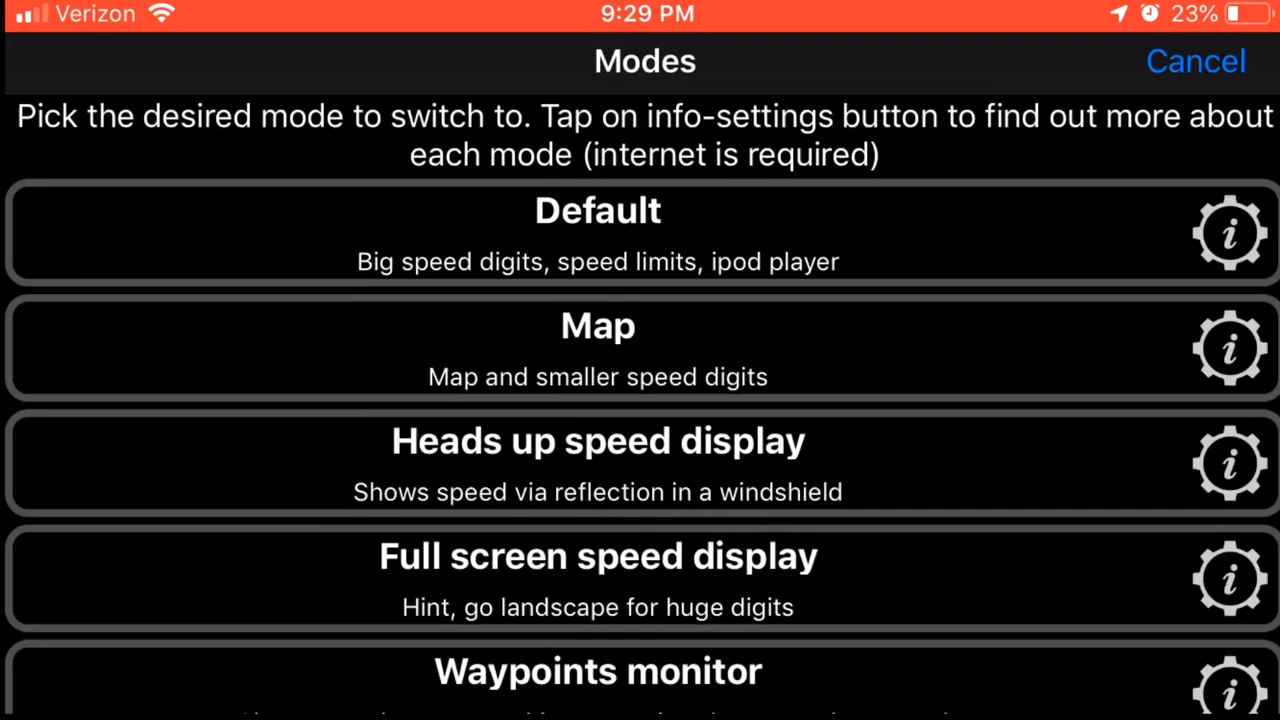 Verizon 9:29 PM 23%
Modes Cancel
Pick the desired mode to switch to. Tap on info-settings button to find out more about
each mode (internet is required)
Default
Big speed digits, speed limits, ipod player
Map
Map and smaller speed digits
Heads up speed display
Shows speed via reflection in a windshield
Full screen speed display
Hint, go landscape for huge digits
Waypoints monitor